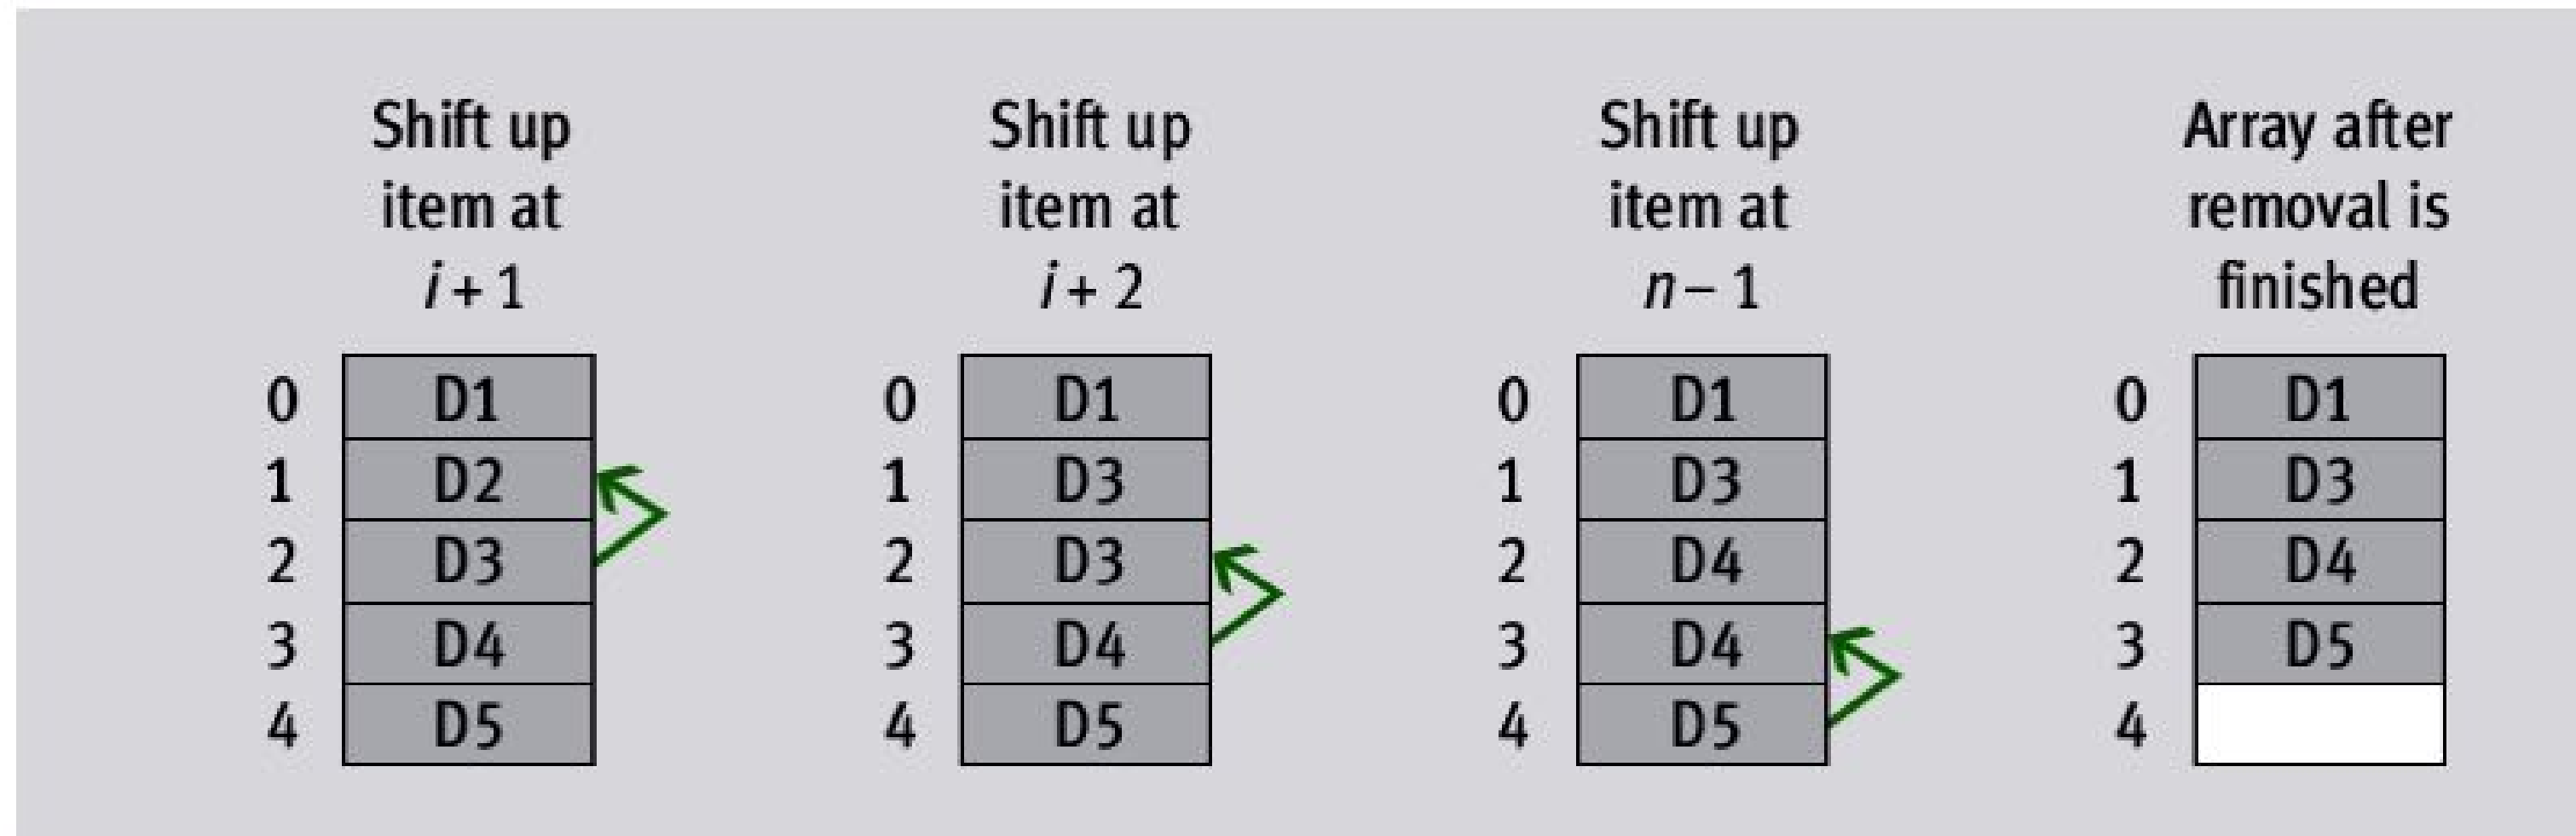 Shift up
item at
i + 1
0 D1
1 D2
2 D3
3 D4
4 D5
Shift up
item at
i + 2
0 D1
1 D3
2 D3
3 D4
4 D5
Shift up
item at
n – 1
0 D1
1 D3
2 D4
3 D4
4 D5
Array after
removal is
finished
0 D1
1 D3
2 D4
3 D5
4